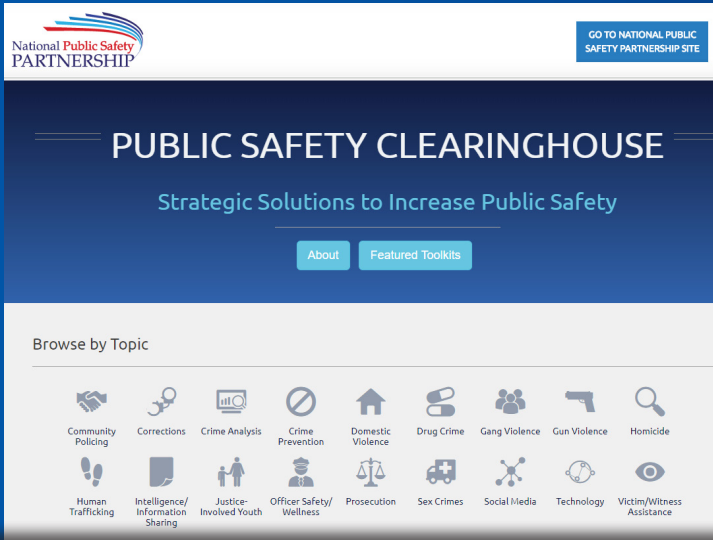 National Public Safety
PARTNERSHIP
GO TO NATIONAL PUBLIC
SAFETY PARTNERSHIP SITE
PUBLIC SAFETY CLEARINGHOUSE
Strategic Solutions to Increase Public Safety
About
Featured Toolkits
Browse by Topic
Community
Policing
Corrections
Crime Analysis
Crime
Prevention
Domestic
Violence
Drug Crime
Gang Violence
Gun Violence
Homicide
Human
Trafficking
Intelligence/
Information
Sharing
Justice-
Involved Youth
Officer Safety/
Wellness
Prosecution
Sex Crimes
Social Media
Technology
Victim/Witness
Assistance